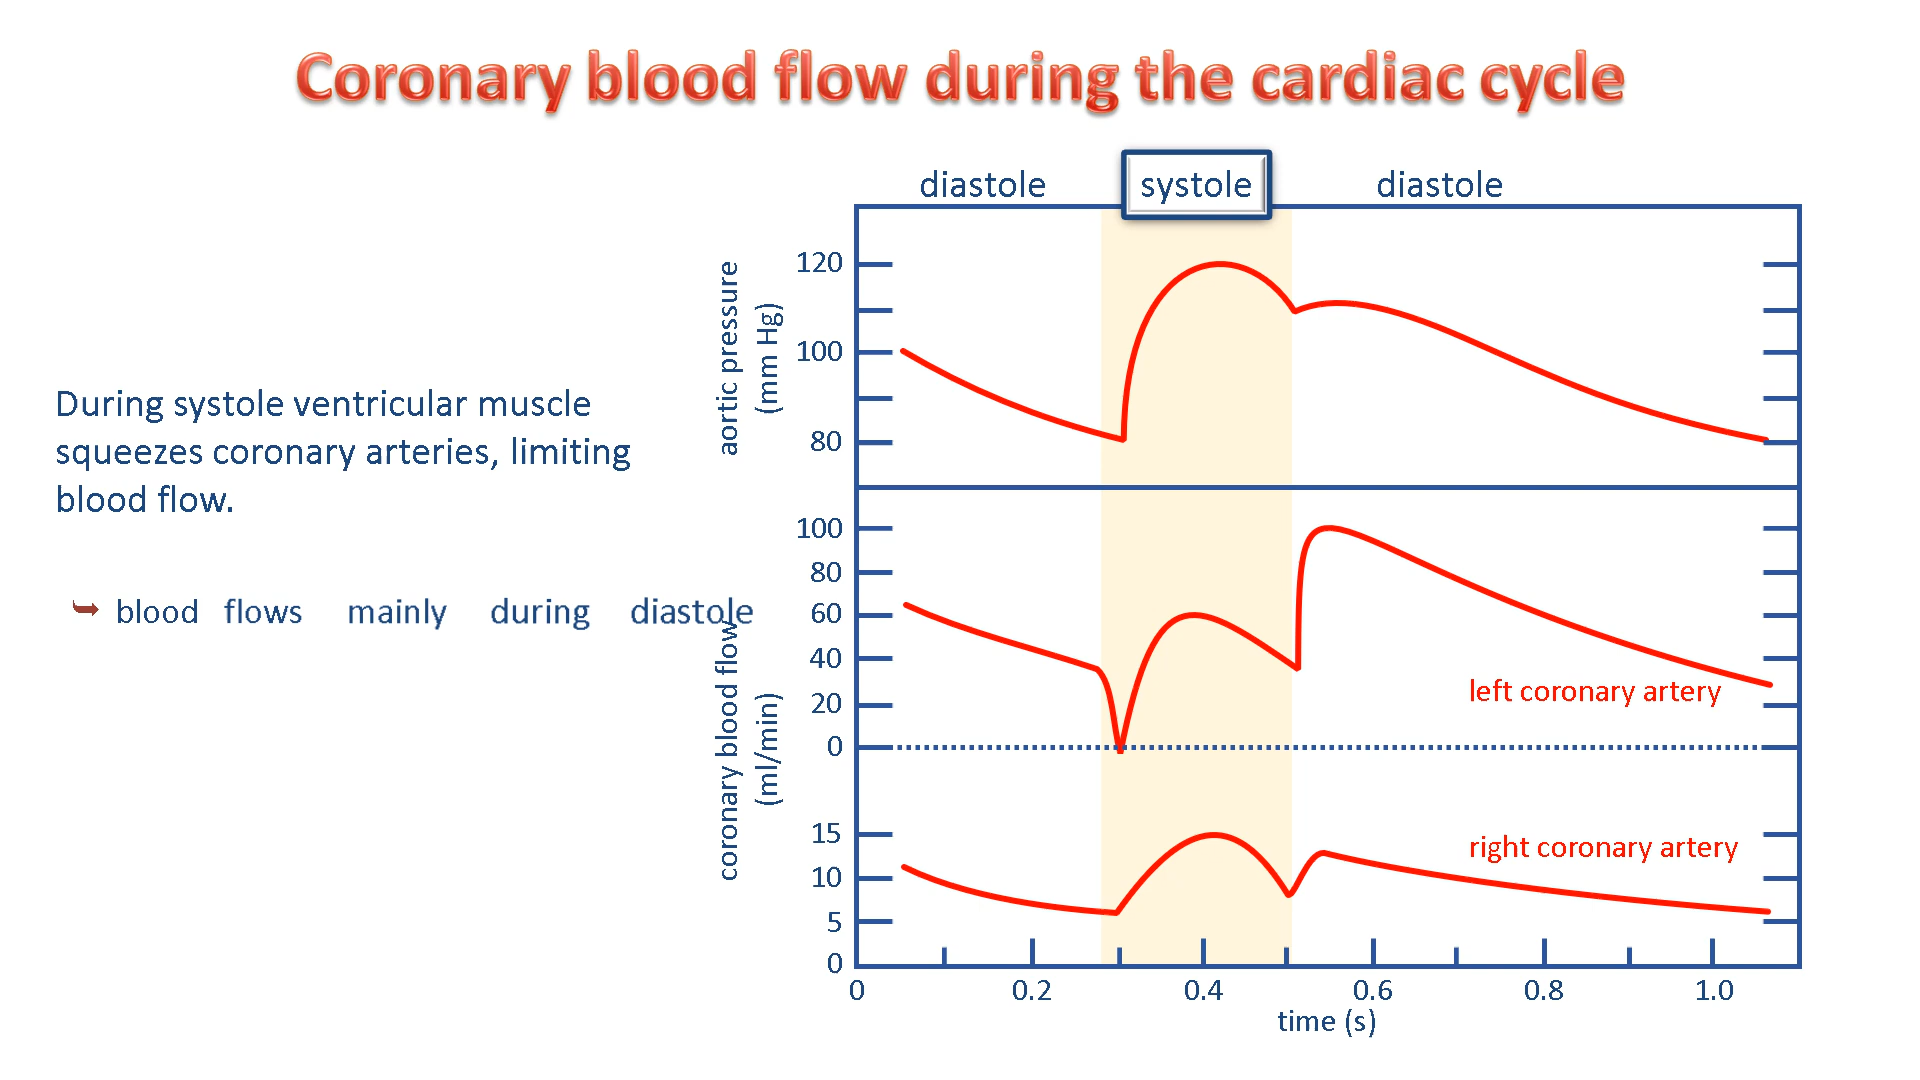 Coronary blood flow during the cardiac cycle
diastole systole diastole
During systole ventricular muscle
squeezes coronary arteries, limiting
blood flow.
➥ blood flows mainly during diastole
aortic pressure
(mm Hg)
120
100
80
coronary blood flow
(ml/min)
100
80
60
40
20
0
left coronary artery
15
10
5
0
right coronary artery
0 0.2 0.4 0.6 0.8 1.0
time (s)